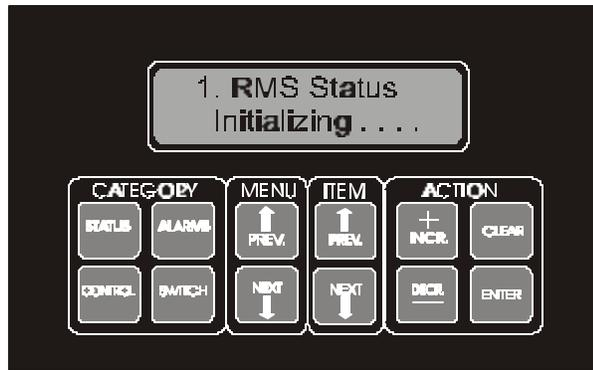 1. RMS Status
Initializing . . . .
CATEGORY MENU ITEM ACTION
STATUS ALARMS PREV. PREV. + INCR. CLEAR
CONTROL SWITCH NEXT NEXT DECR. ENTER